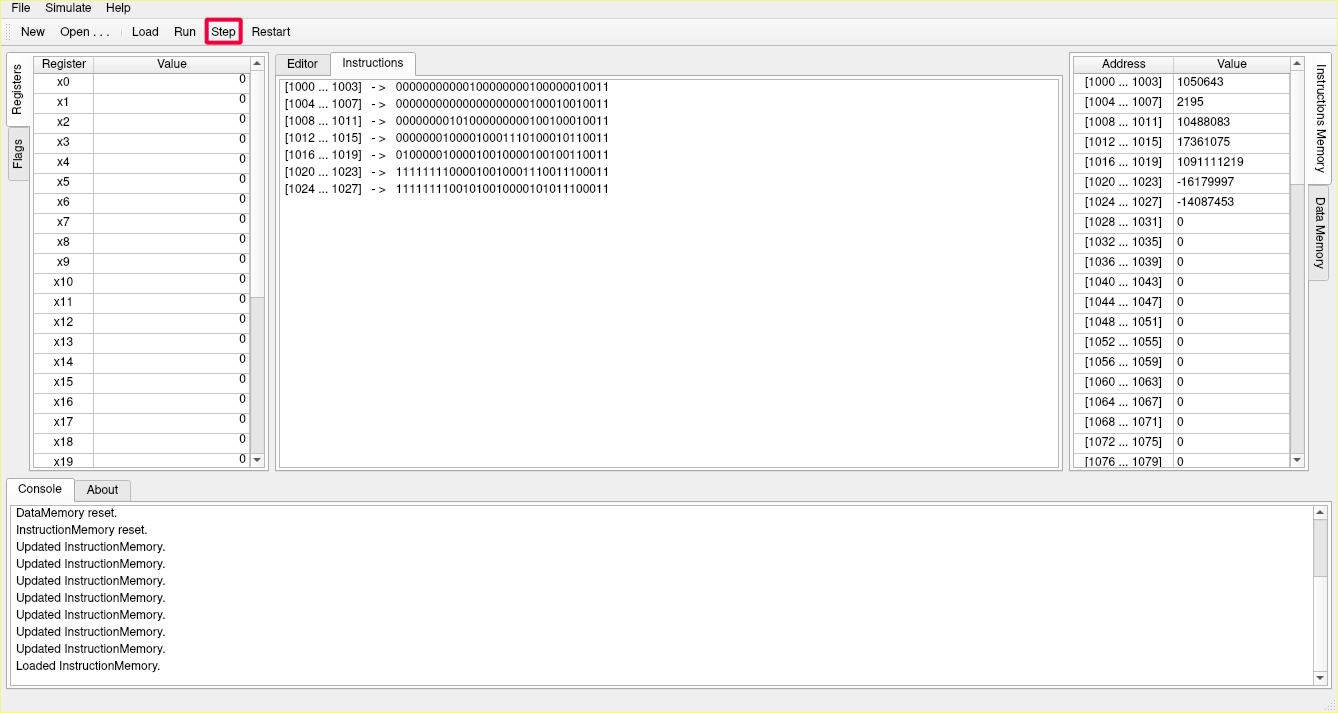 File Simulate Help
New Open . . . Load Run Step Restart
Registers
Flags
Register Value
x0 0
x1 0
x2 0
x3 0
x4 0
x5 0
x6 0
x7 0
x8 0
x9 0
x10 0
x11 0
x12 0
x13 0
x14 0
x15 0
x16 0
x17 0
x18 0
x19 0
Editor Instructions
[1000 ... 1003] - > 00000000000100000000100000010011
[1004 ... 1007] - > 00000000000000000000100010010011
[1008 ... 1011] - > 00000000101000000000100100010011
[1012 ... 1015] - > 00000001000010001110100010110011
[1016 ... 1019] - > 01000001000010010000100100110011
[1020 ... 1023] - > 11111111000010010001110011100011
[1024 ... 1027] - > 11111111001010010000101011100011
Address Value
[1000 ... 1003] 1050643
[1004 ... 1007] 2195
[1008 ... 1011] 10488083
[1012 ... 1015] 17361075
[1016 ... 1019] 1091111219
[1020 ... 1023] -16179997
[1024 ... 1027] -14087453
[1028 ... 1031] 0
[1032 ... 1035] 0
[1036 ... 1039] 0
[1040 ... 1043] 0
[1044 ... 1047] 0
[1048 ... 1051] 0
[1052 ... 1055] 0
[1056 ... 1059] 0
[1060 ... 1063] 0
[1064 ... 1067] 0
[1068 ... 1071] 0
[1072 ... 1075] 0
[1076 ... 1079] 0
Instructions Memory
Data Memory
Console About
DataMemory reset.
InstructionMemory reset.
Updated InstructionMemory.
Updated InstructionMemory.
Updated InstructionMemory.
Updated InstructionMemory.
Updated InstructionMemory.
Updated InstructionMemory.
Updated InstructionMemory.
Loaded InstructionMemory.